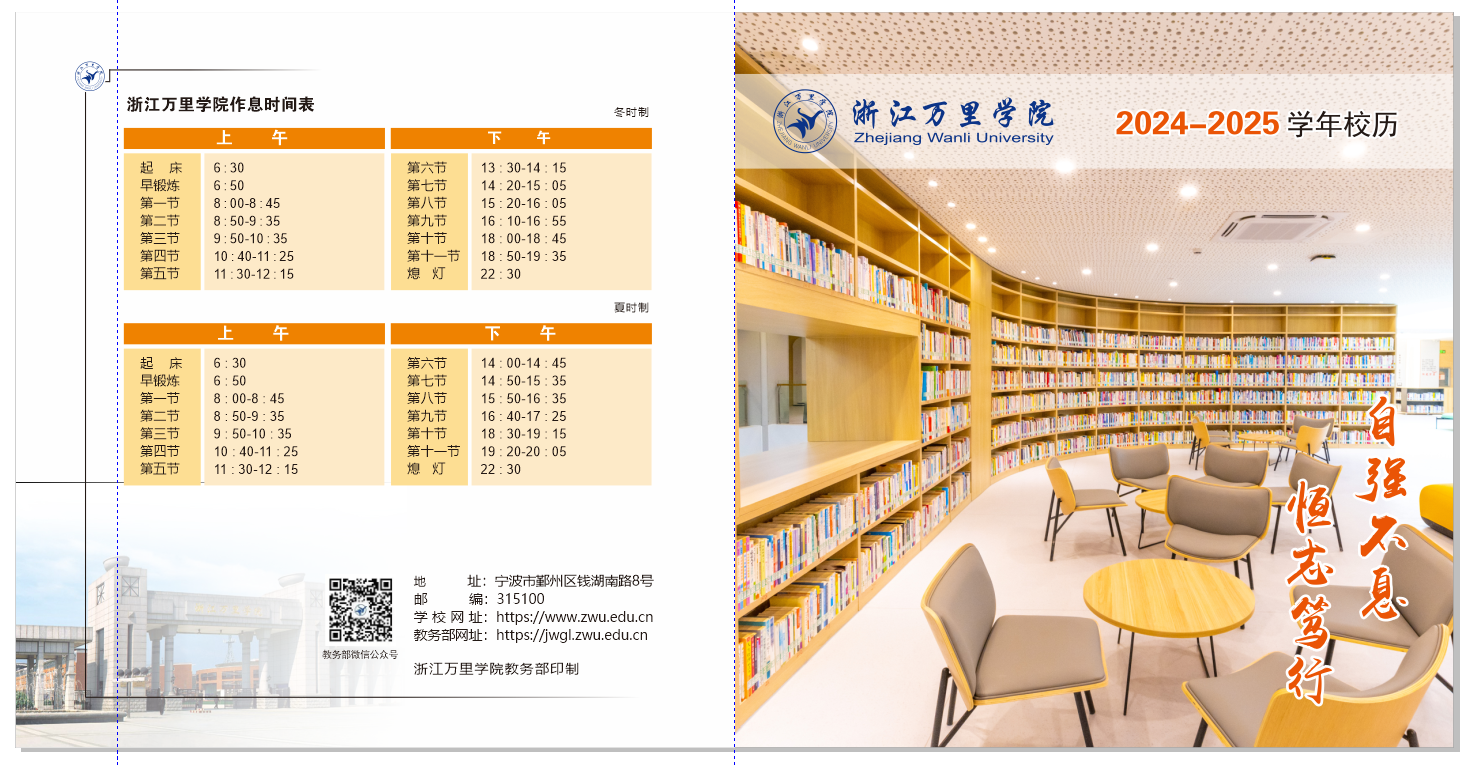 浙江万里学院作息时间表
冬时制
上 午
起 床 6 : 30
早锻炼 6 : 50
第一节 8 : 00-8 : 45
第二节 8 : 50-9 : 35
第三节 9 : 50-10 : 35
第四节 10 : 40-11 : 25
第五节 11 : 30-12 : 15
下 午
第六节 13 : 30-14 : 15
第七节 14 : 20-15 : 05
第八节 15 : 20-16 : 05
第九节 16 : 10-16 : 55
第十节 18 : 00-18 : 45
第十一节 18 : 50-19 : 35
熄 灯 22 : 30
夏时制
上 午
起 床 6 : 30
早锻炼 6 : 50
第一节 8 : 00-8 : 45
第二节 8 : 50-9 : 35
第三节 9 : 50-10 : 35
第四节 10 : 40-11 : 25
第五节 11 : 30-12 : 15
下 午
第六节 14 : 00-14 : 45
第七节 14 : 50-15 : 35
第八节 15 : 50-16 : 35
第九节 16 : 40-17 : 25
第十节 18 : 30-19 : 15
第十一节 19 : 20-20 : 05
熄 灯 22 : 30
地 址：宁波市鄞州区钱湖南路8号
邮 编：315100
学 校 网 址：https://www.zwu.edu.cn
教务部网址：https://jwgl.zwu.edu.cn
教务部微信公众号
浙江万里学院教务部印制
浙江万里学院
Zhejiang Wanli University
2024-2025 学年校历
自强不息
恒志笃行